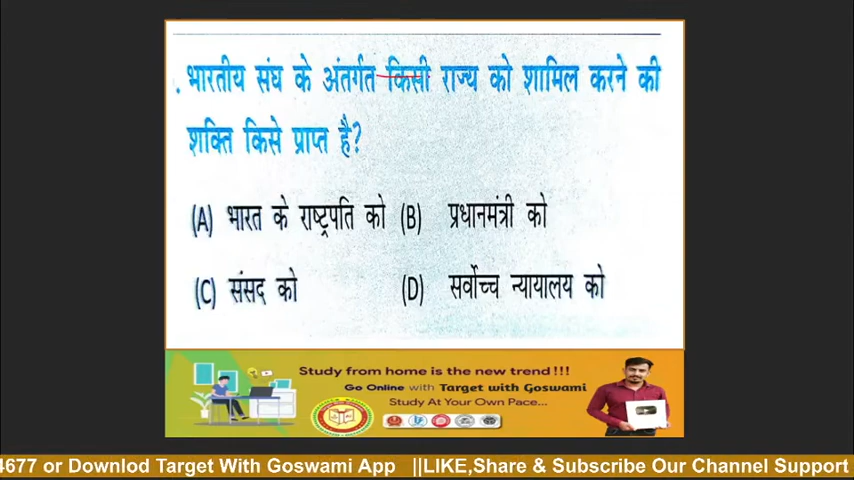 . भारतीय संघ के अंतर्गत किसी राज्य को शामिल करने की
शक्ति किसे प्राप्त है?
(A) भारत के राष्ट्रपति को (B) प्रधानमंत्री को
(C) संसद को (D) सर्वोच्च न्यायालय को
Study from home is the new trend !!!
Go Online with Target with Goswami
Study At Your Own Pace...
4677 or Downlod Target With Goswami App ||LIKE,Share & Subscribe Our Channel Support